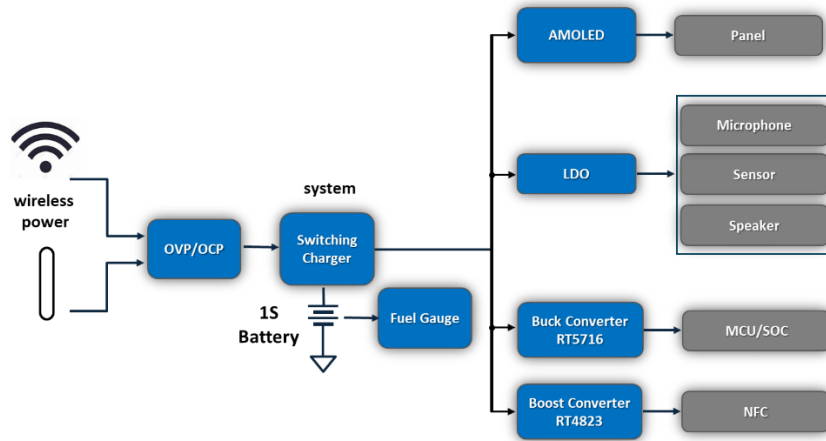 AMOLED
Panel
Microphone
wireless
power
system
LDO
Sensor
OVP/OCP
Switching
Charger
Speaker
1S
Battery
Fuel Gauge
Buck Converter
RT5716
MCU/SOC
Boost Converter
RT4823
NFC